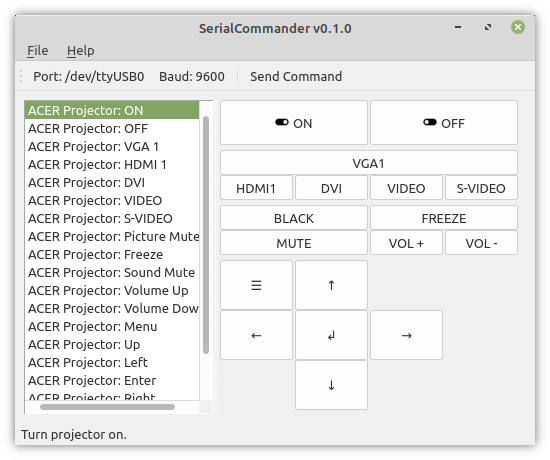 SerialCommander v0.1.0
File Help
Port: /dev/ttyUSB0 Baud: 9600 Send Command
ACER Projector: ON
ACER Projector: OFF
ACER Projector: VGA 1
ACER Projector: HDMI 1
ACER Projector: DVI
ACER Projector: VIDEO
ACER Projector: S-VIDEO
ACER Projector: Picture Mute
ACER Projector: Freeze
ACER Projector: Sound Mute
ACER Projector: Volume Up
ACER Projector: Volume Dow
ACER Projector: Menu
ACER Projector: Up
ACER Projector: Left
ACER Projector: Enter
ACER Projector: Right
ON OFF
VGA1
HDMI1 DVI VIDEO S-VIDEO
BLACK FREEZE
MUTE VOL + VOL -
☰ ↑
← ↲ →
↓
Turn projector on.